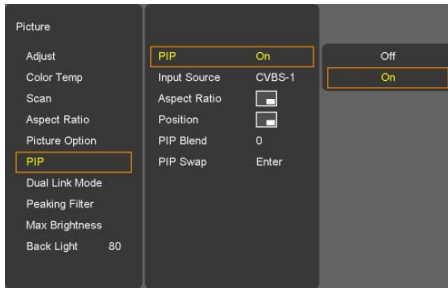 Picture
Adjust
Color Temp
Scan
Aspect Ratio
Picture Option
PIP
Dual Link Mode
Peaking Filter
Max Brightness
Back Light 80
PIP On
Input Source CVBS-1
Aspect Ratio
Position
PIP Blend 0
PIP Swap Enter
Off
On